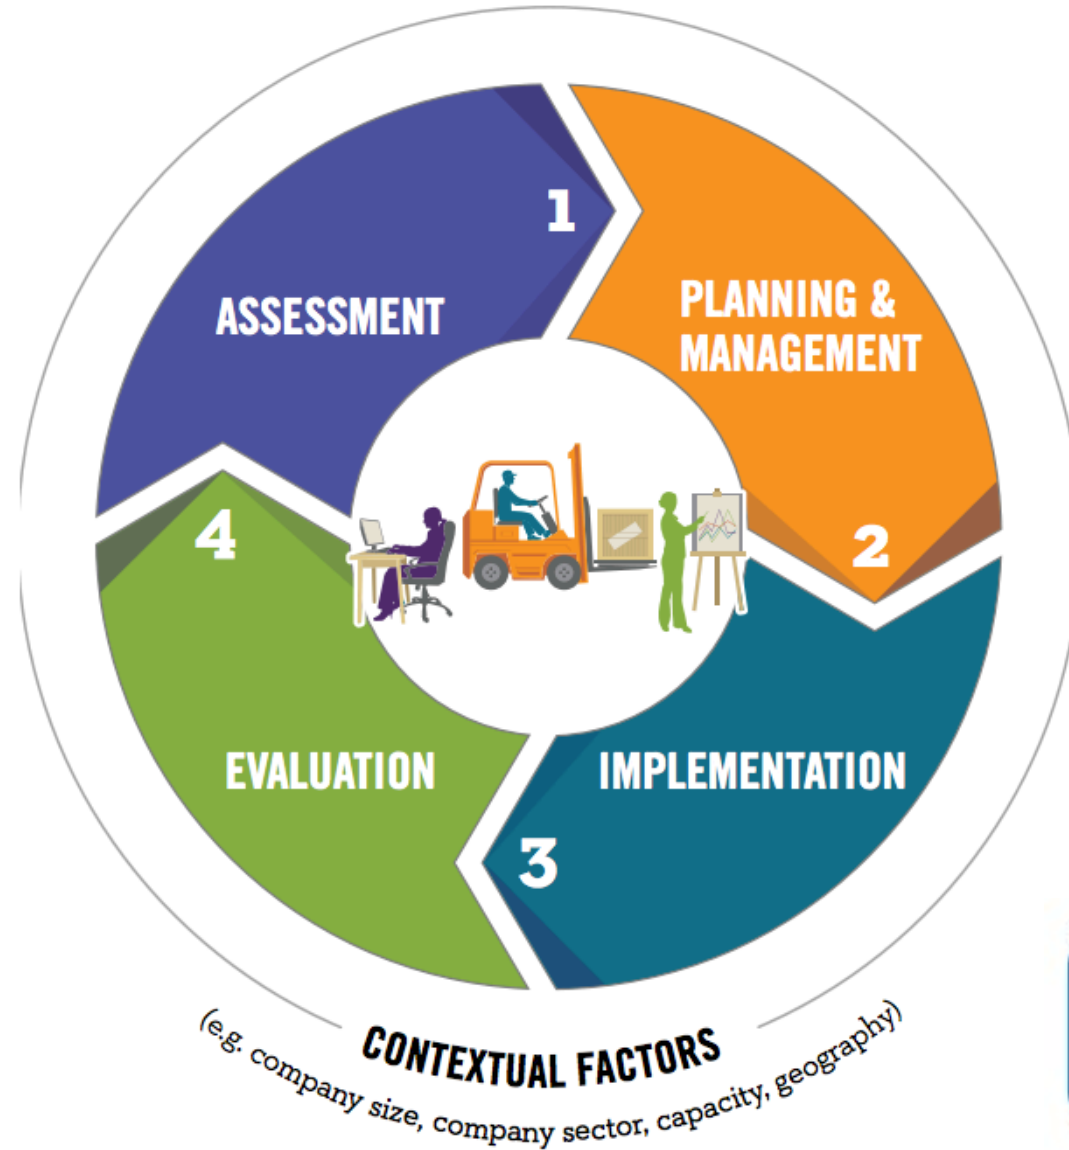 1
ASSESSMENT
PLANNING &
MANAGEMENT
2
IMPLEMENTATION
3
EVALUATION
4
CONTEXTUAL FACTORS
(e.g. company size, company sector, capacity, geography)